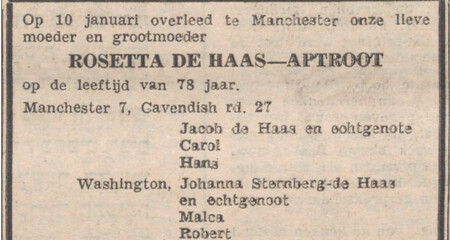 Op 10 januari overleed te Manchester onze lieve
moeder en grootmoeder
ROSETTA DE HAAS—APTROOT
op de leeftijd van 78 jaar.
Manchester 7, Cavendish rd. 27
Jacob de Haas en echtgenote
Carol
Hans
Washington, Johanna Sternberg-de Haas
en echtgenoot
Malca
Robert